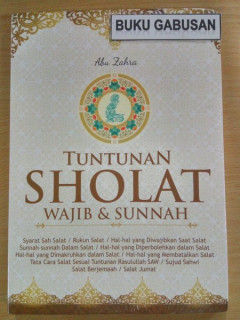 BUKU GABUSAN
Abu Zahra
TUNTUNAN
SHOLAT
WAJIB & SUNNAH
Syarat Sah Salat / Rukun Salat / Hal-hal yang Diwajibkan Saat Salat
Sunnah-sunnah Dalam Salat / Hal-hal yang Diperbolehkan dalam Salat
Hal-hal yang Dimakruhkan dalam Salat / Hal-hal yang Membatalkan Salat
Tata Cara Salat Sesuai Tuntunan Rasulullah SAW / Sujud Sahwi
Salat Berjemaah / Salat Jumat